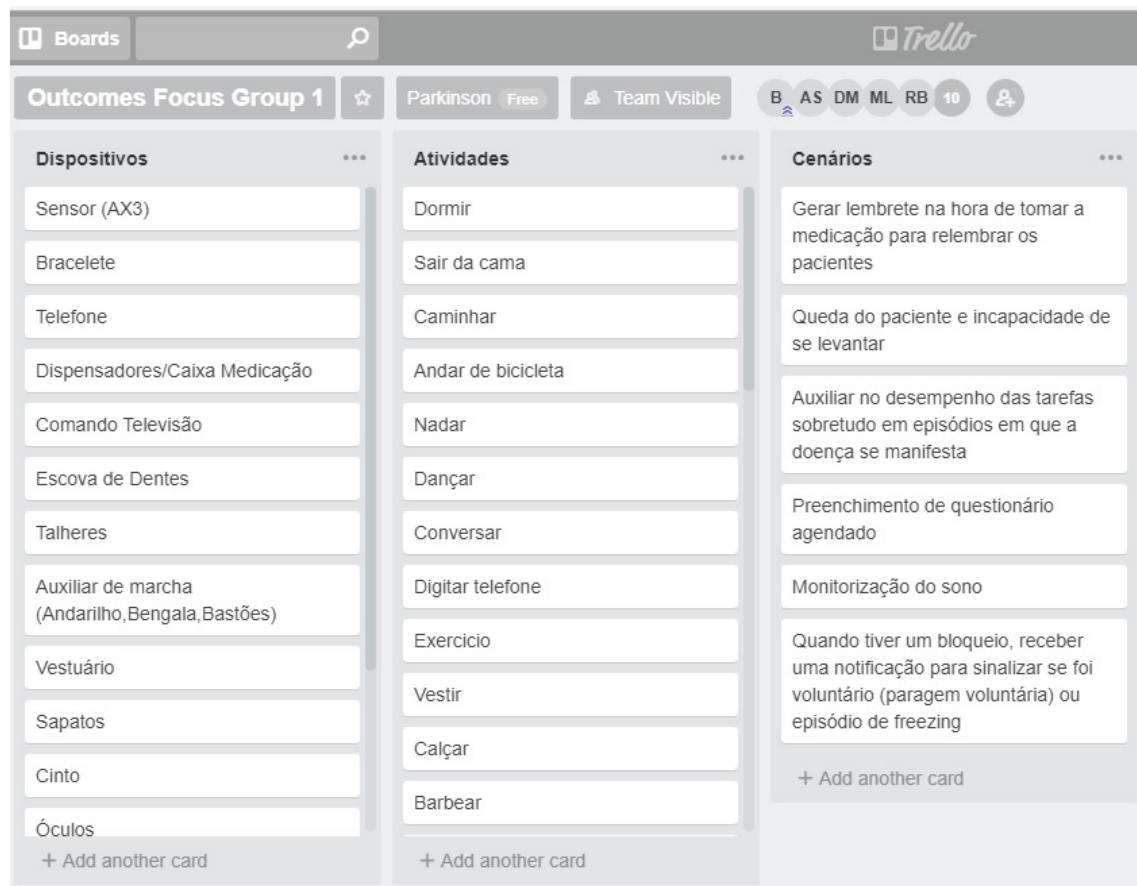 Boards
Trello
Outcomes Focus Group 1
Parkinson Free
Team Visible
B AS DM ML RB 10
Dispositivos
Sensor (AX3)
Bracelete
Telefone
Dispensadores/Caixa Medicação
Comando Televisão
Escova de Dentes
Talheres
Auxiliar de marcha
(Andarilho,Bengala,Bastões)
Vestuário
Sapatos
Cinto
Óculos
+ Add another card
Atividades
Dormir
Sair da cama
Caminhar
Andar de bicicleta
Nadar
Dançar
Conversar
Digitar telefone
Exercicio
Vestir
Calçar
Barbear
+ Add another card
Cenários
Gerar lembrete na hora de tomar a
medicação para relembrar os
pacientes
Queda do paciente e incapacidade de
se levantar
Auxiliar no desempenho das tarefas
sobretudo em episódios em que a
doença se manifesta
Preenchimento de questionário
agendado
Monitorização do sono
Quando tiver um bloqueio, receber
uma notificação para sinalizar se foi
voluntário (paragem voluntária) ou
episódio de freezing
+ Add another card